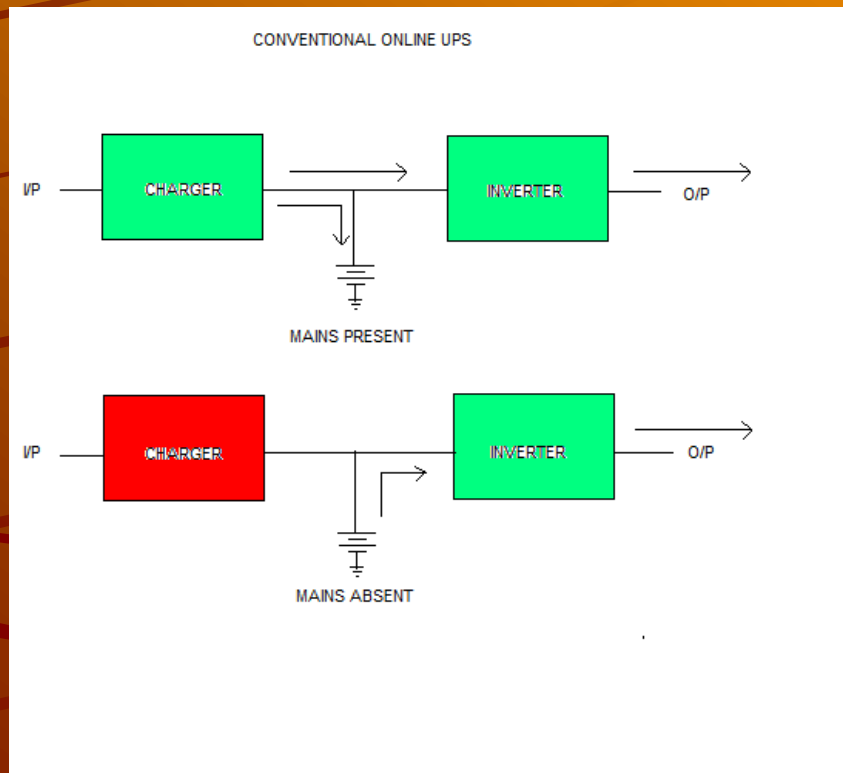 CONVENTIONAL ONLINE UPS
I/P CHARGER INVERTER O/P
MAINS PRESENT
I/P CHARGER INVERTER O/P
MAINS ABSENT